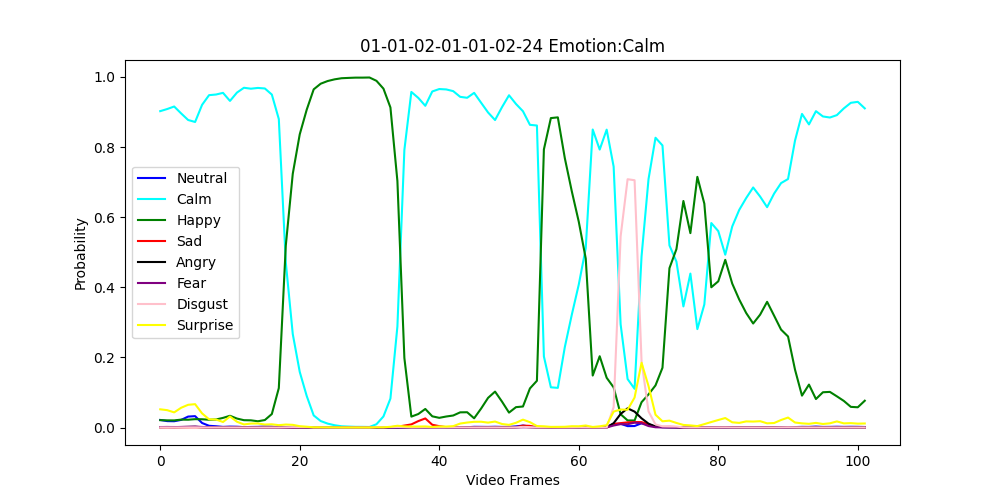 01-01-02-01-01-02-24 Emotion:Calm
1.0
0.8
0.6
0.4
0.2
0.0
Probability
Neutral
Calm
Happy
Sad
Angry
Fear
Disgust
Surprise
0 20 40 60 80 100
Video Frames